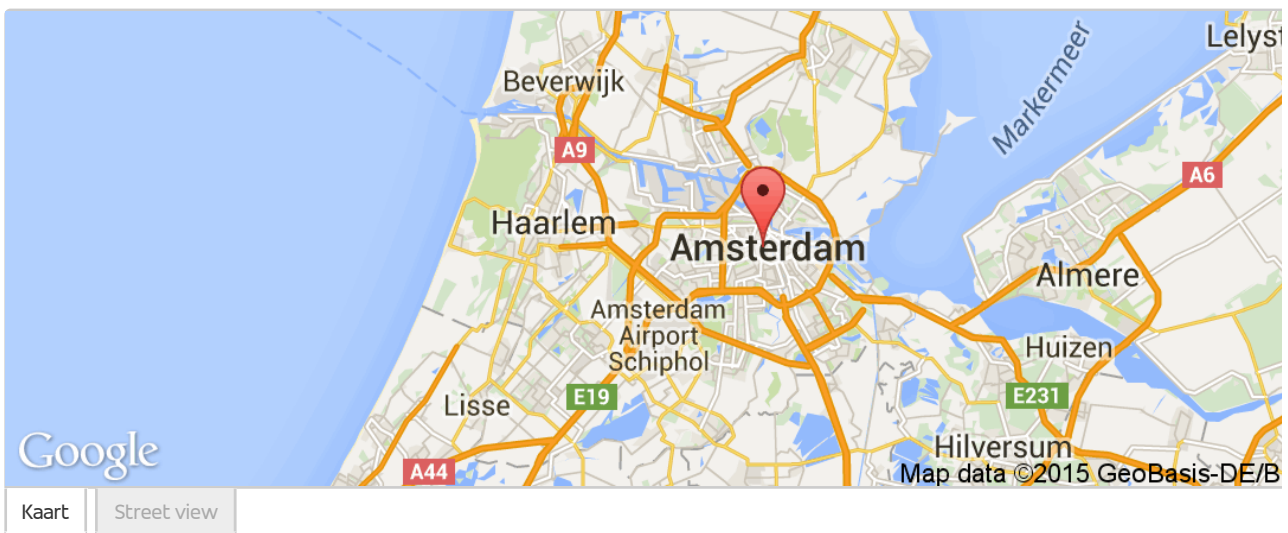 Lelyst
Beverwijk
Markermeer
A9
A6
Haarlem
Amsterdam
Almere
Amsterdam
Airport
Schiphol
Huizen
E19
E231
Lisse
Hilversum
Google
A44
Map data ©2015 GeoBasis-DE/B
Kaart
Street view